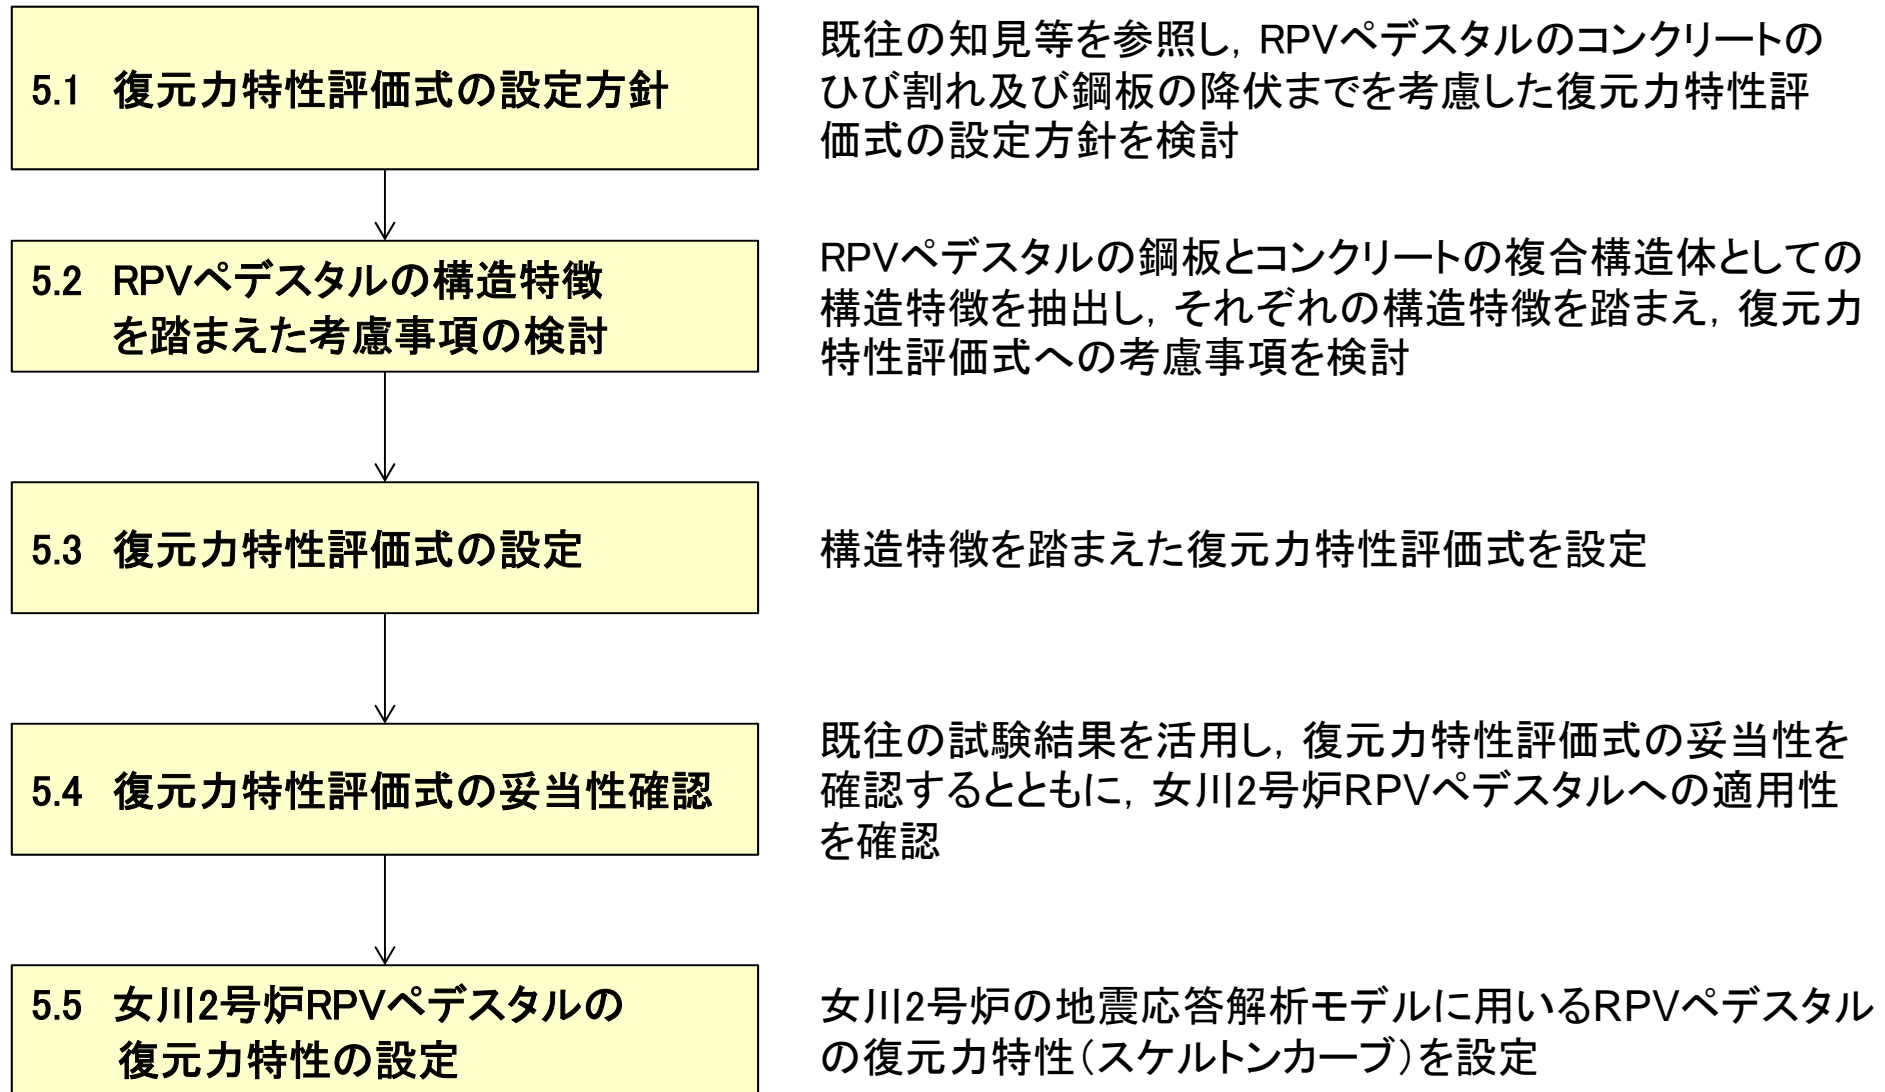 5.1 復元力特性評価式の設定方針
既往の知見等を参照し，RPVペデスタルのコンクリートの
ひび割れ及び鋼板の降伏までを考慮した復元力特性評
価式の設定方針を検討
5.2 RPVペデスタルの構造特徴
を踏まえた考慮事項の検討
RPVペデスタルの鋼板とコンクリートの複合構造体としての
構造特徴を抽出し，それぞれの構造特徴を踏まえ，復元力
特性評価式への考慮事項を検討
5.3 復元力特性評価式の設定
構造特徴を踏まえた復元力特性評価式を設定
5.4 復元力特性評価式の妥当性確認
既往の試験結果を活用し，復元力特性評価式の妥当性を
確認するとともに，女川2号炉RPVペデスタルへの適用性
を確認
5.5 女川2号炉RPVペデスタルの
復元力特性の設定
女川2号炉の地震応答解析モデルに用いるRPVペデスタル
の復元力特性（スケルトンカーブ）を設定